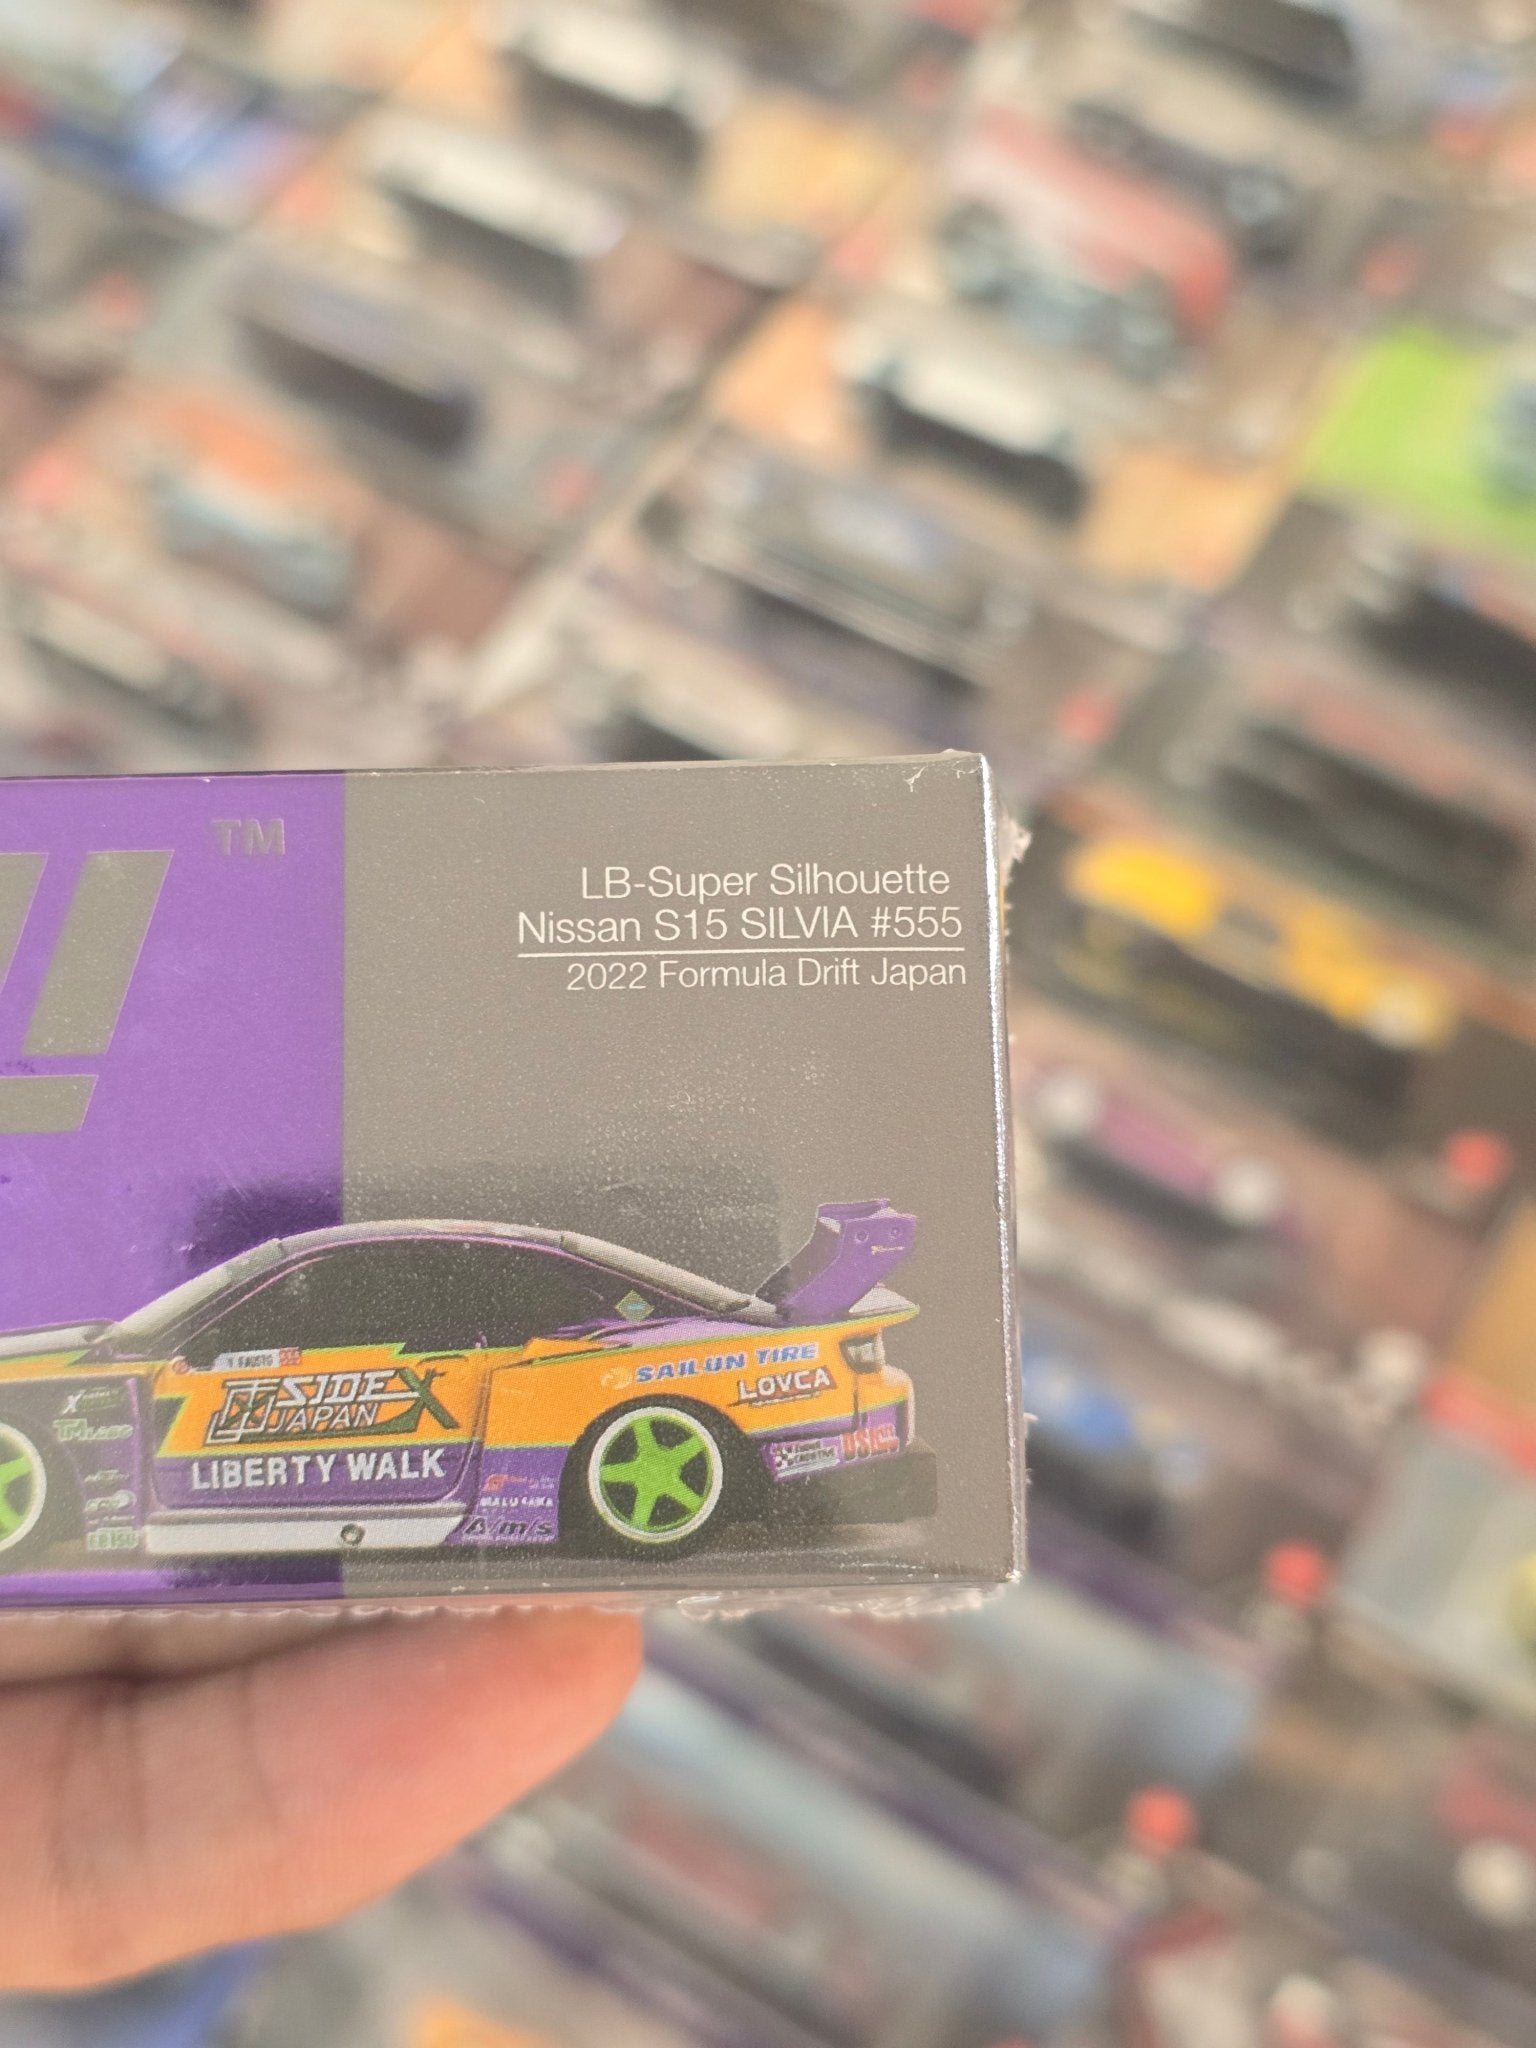 TM
LB-Super Silhouette
Nissan S15 SILVIA #555
2022 Formula Drift Japan
SAILUN TIRE
LOVCA
SIDE X
JAPAN
LIBERTY WALK
A/m/s